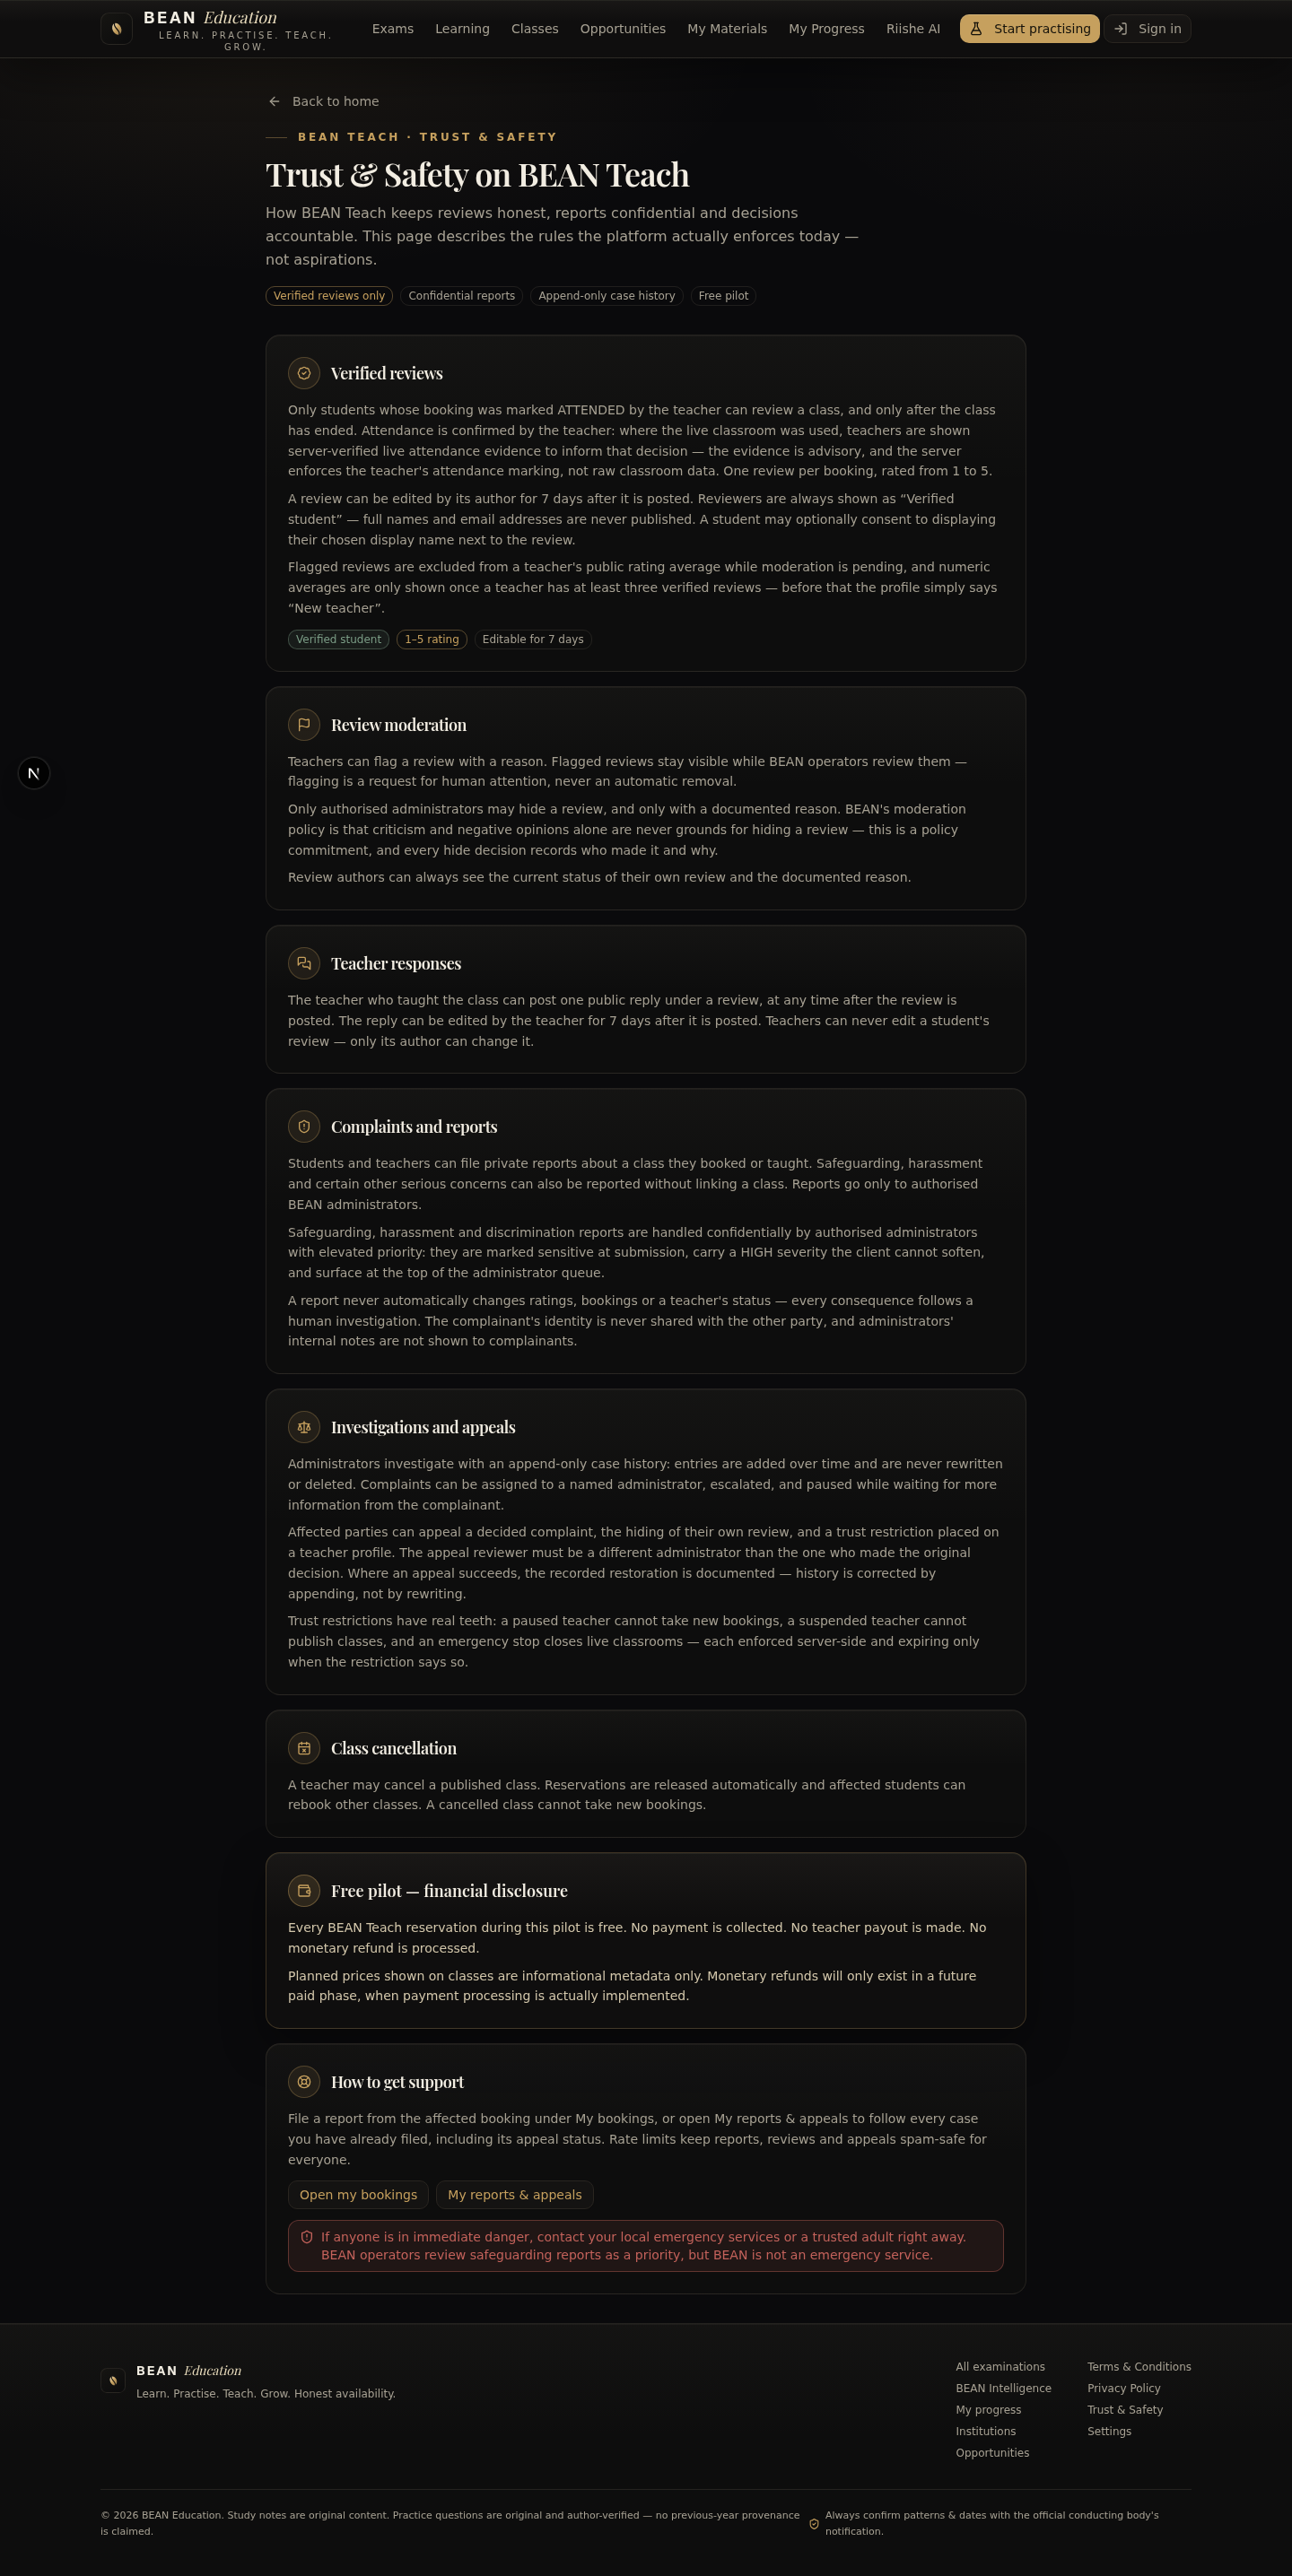 BEAN Education
LEARN. PRACTISE. TEACH.
GROW.
Exams
Learning
Classes
Opportunities
My Materials
My Progress
Riishe AI
Start practising
Sign in
Back to home
BEAN TEACH · TRUST & SAFETY
Trust & Safety on BEAN Teach
How BEAN Teach keeps reviews honest, reports confidential and decisions
accountable. This page describes the rules the platform actually enforces today —
not aspirations.
Verified reviews only
Confidential reports
Append-only case history
Free pilot
Verified reviews
Only students whose booking was marked ATTENDED by the teacher can review a class, and only after the class
has ended. Attendance is confirmed by the teacher: where the live classroom was used, teachers are shown
server-verified live attendance evidence to inform that decision — the evidence is advisory, and the server
enforces the teacher's attendance marking, not raw classroom data. One review per booking, rated from 1 to 5.
A review can be edited by its author for 7 days after it is posted. Reviewers are always shown as “Verified
student” — full names and email addresses are never published. A student may optionally consent to displaying
their chosen display name next to the review.
Flagged reviews are excluded from a teacher's public rating average while moderation is pending, and numeric
averages are only shown once a teacher has at least three verified reviews — before that the profile simply says
“New teacher”.
Verified student
1–5 rating
Editable for 7 days
Review moderation
Teachers can flag a review with a reason. Flagged reviews stay visible while BEAN operators review them —
flagging is a request for human attention, never an automatic removal.
Only authorised administrators may hide a review, and only with a documented reason. BEAN's moderation
policy is that criticism and negative opinions alone are never grounds for hiding a review — this is a policy
commitment, and every hide decision records who made it and why.
Review authors can always see the current status of their own review and the documented reason.
Teacher responses
The teacher who taught the class can post one public reply under a review, at any time after the review is
posted. The reply can be edited by the teacher for 7 days after it is posted. Teachers can never edit a student's
review — only its author can change it.
Complaints and reports
Students and teachers can file private reports about a class they booked or taught. Safeguarding, harassment
and certain other serious concerns can also be reported without linking a class. Reports go only to authorised
BEAN administrators.
Safeguarding, harassment and discrimination reports are handled confidentially by authorised administrators
with elevated priority: they are marked sensitive at submission, carry a HIGH severity the client cannot soften,
and surface at the top of the administrator queue.
A report never automatically changes ratings, bookings or a teacher's status — every consequence follows a
human investigation. The complainant's identity is never shared with the other party, and administrators'
internal notes are not shown to complainants.
Investigations and appeals
Administrators investigate with an append-only case history: entries are added over time and are never rewritten
or deleted. Complaints can be assigned to a named administrator, escalated, and paused while waiting for more
information from the complainant.
Affected parties can appeal a decided complaint, the hiding of their own review, and a trust restriction placed on
a teacher profile. The appeal reviewer must be a different administrator than the one who made the original
decision. Where an appeal succeeds, the recorded restoration is documented — history is corrected by
appending, not by rewriting.
Trust restrictions have real teeth: a paused teacher cannot take new bookings, a suspended teacher cannot
publish classes, and an emergency stop closes live classrooms — each enforced server-side and expiring only
when the restriction says so.
Class cancellation
A teacher may cancel a published class. Reservations are released automatically and affected students can
rebook other classes. A cancelled class cannot take new bookings.
Free pilot — financial disclosure
Every BEAN Teach reservation during this pilot is free. No payment is collected. No teacher payout is made. No
monetary refund is processed.
Planned prices shown on classes are informational metadata only. Monetary refunds will only exist in a future
paid phase, when payment processing is actually implemented.
How to get support
File a report from the affected booking under My bookings, or open My reports & appeals to follow every case
you have already filed, including its appeal status. Rate limits keep reports, reviews and appeals spam-safe for
everyone.
Open my bookings
My reports & appeals
If anyone is in immediate danger, contact your local emergency services or a trusted adult right away.
BEAN operators review safeguarding reports as a priority, but BEAN is not an emergency service.
BEAN Education
Learn. Practise. Teach. Grow. Honest availability.
All examinations
BEAN Intelligence
My progress
Institutions
Opportunities
Terms & Conditions
Privacy Policy
Trust & Safety
Settings
© 2026 BEAN Education. Study notes are original content. Practice questions are original and author-verified — no previous-year provenance
is claimed.
Always confirm patterns & dates with the official conducting body's
notification.